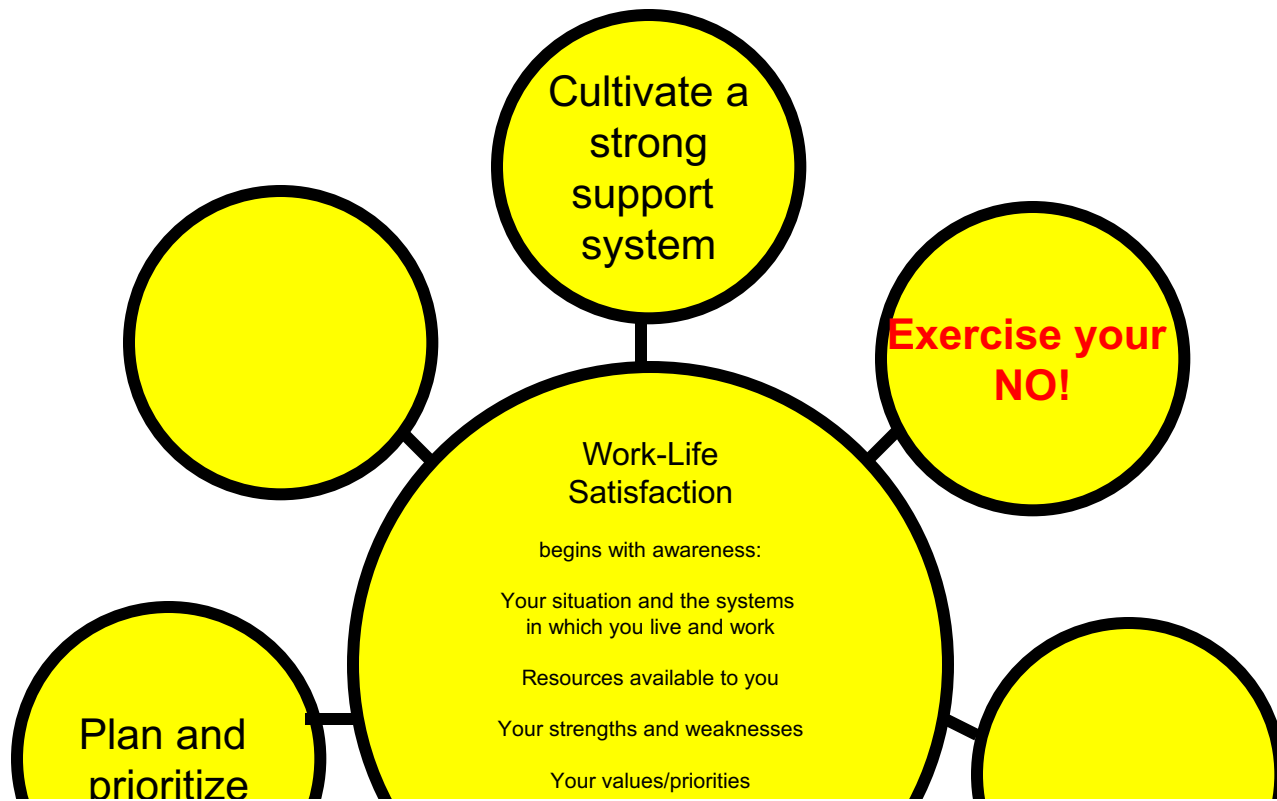 Cultivate a
strong
support
system
Exercise your
NO!
Work-Life
Satisfaction
begins with awareness:
Your situation and the systems
in which you live and work
Resources available to you
Your strengths and weaknesses
Your values/priorities
Plan and
prioritize